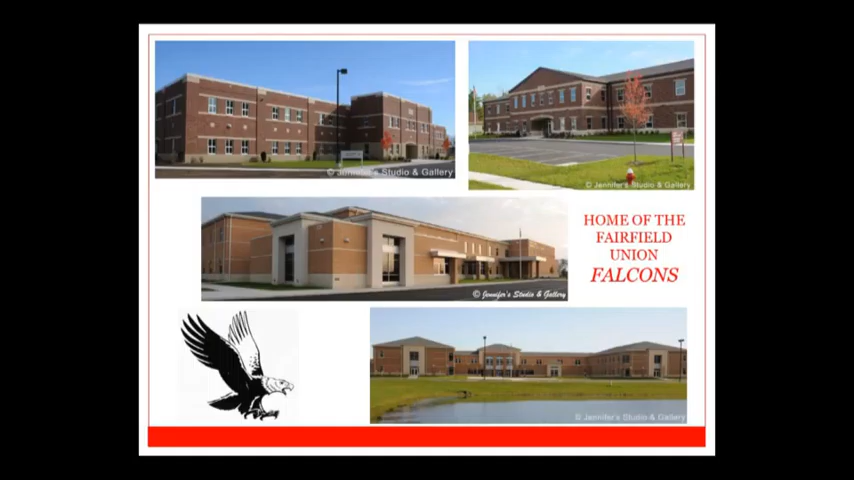 © Jennifer's Studio & Gallery
© Jennifer's Studio & Gallery
HOME OF THE
FAIRFIELD
UNION
FALCONS
© Jennifer's Studio & Gallery
© Jennifer's Studio & Gallery